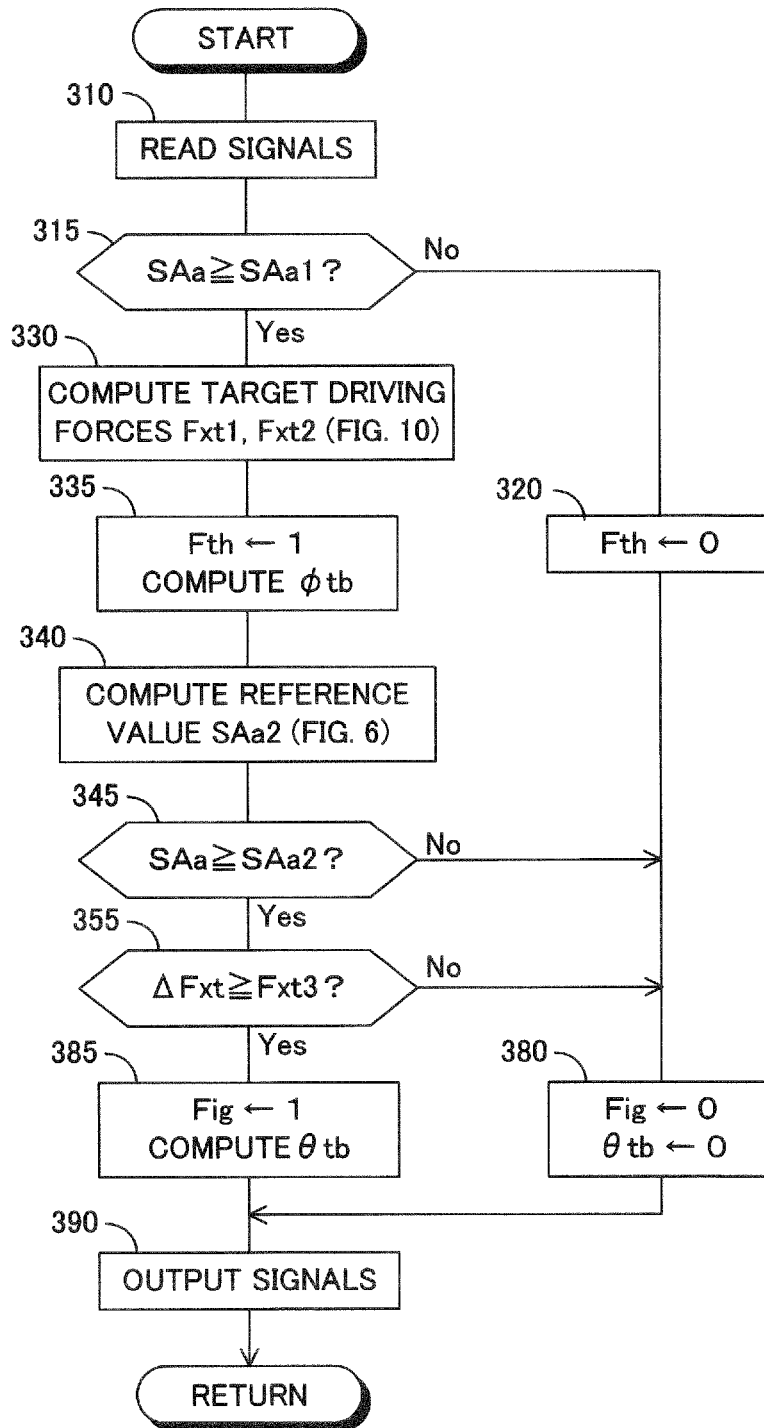 START
310
READ SIGNALS
315
SAa≧SAa1?
No
Yes
330
COMPUTE TARGET DRIVING
FORCES Fxt1, Fxt2 (FIG. 10)
335
Fth ← 1
COMPUTE ϕtb
320
Fth ← 0
340
COMPUTE REFERENCE
VALUE SAa2 (FIG. 6)
345
SAa≧SAa2?
No
Yes
355
ΔFxt≧Fxt3?
No
Yes
385
Fig ← 1
COMPUTE θtb
380
Fig ← 0
θtb ← 0
390
OUTPUT SIGNALS
RETURN